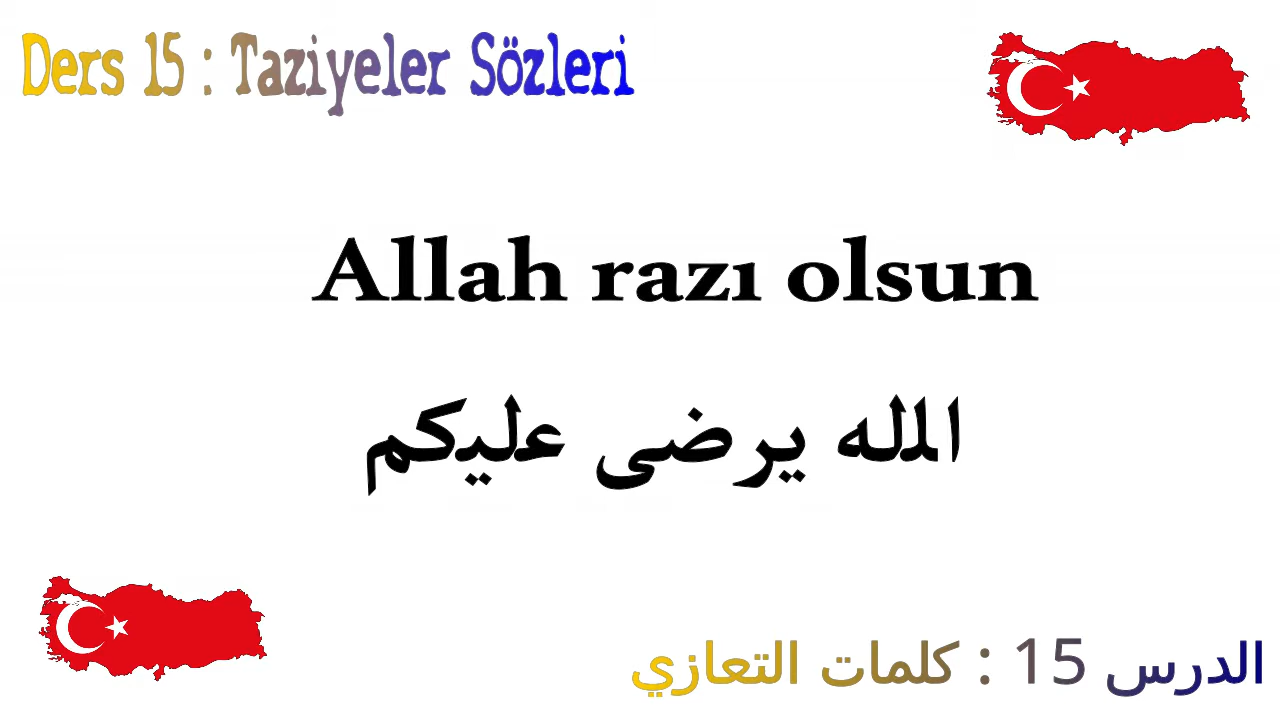 Ders 15 : Taziyeler Sözleri
Allah razı olsun
الله يرضى عليكم
الدرس 15 : كلمات التعازي